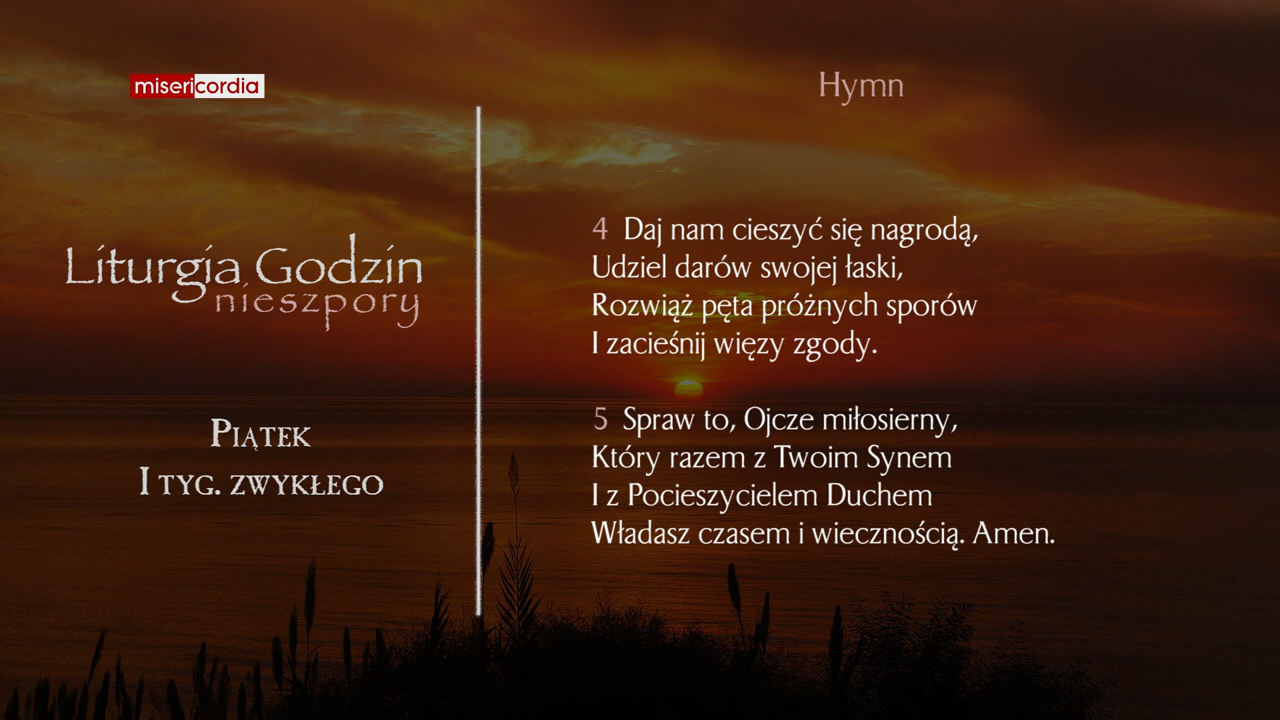 misericordia
Liturgia Godzin
nieszpory
Piątek
I tyg. zwykłego
Hymn
4 Daj nam cieszyć się nagrodą,
Udziel darów swojej łaski,
Rozwiąż pęta próżnych sporów
I zacieśnij więzy zgody.
5 Spraw to, Ojcze miłosierny,
Który razem z Twoim Synem
I z Pocieszycielem Duchem
Władasz czasem i wiecznością. Amen.